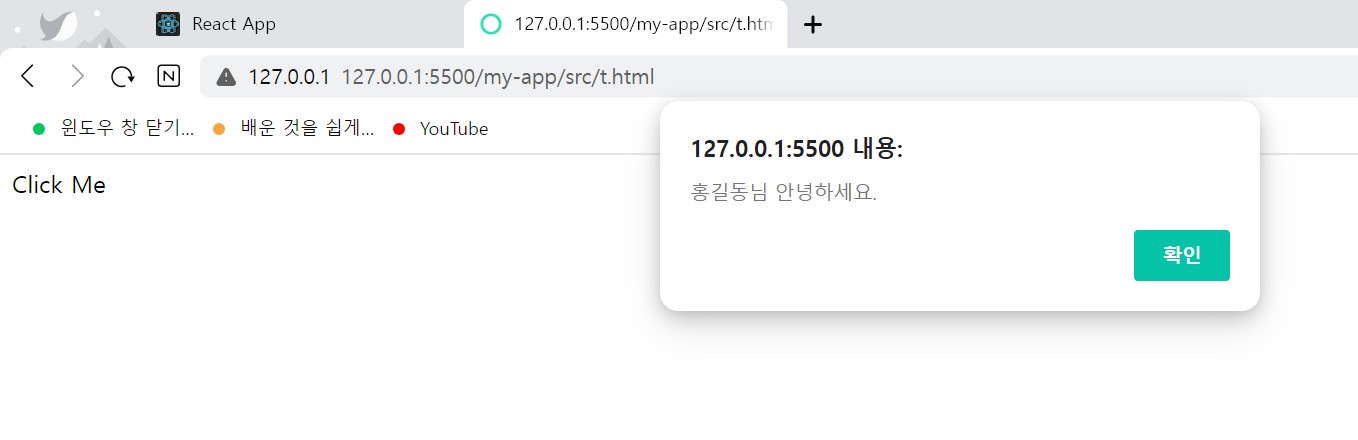 React App
127.0.0.1:5500/my-app/src/t.htm
N
127.0.0.1 127.0.0.1:5500/my-app/src/t.html
윈도우 창 닫기... 배운 것을 쉽게... YouTube
127.0.0.1:5500 내용:
홍길동님 안녕하세요.
확인
Click Me